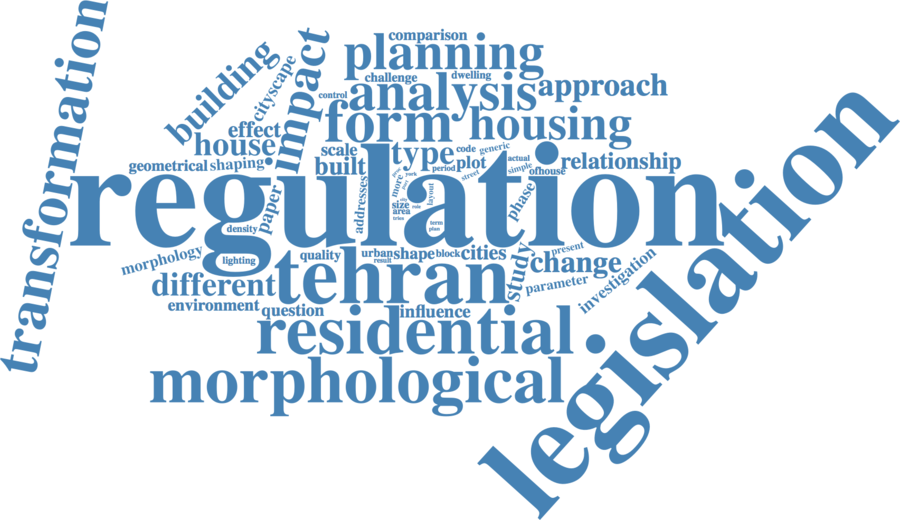 transformation
comparison
planning
building
cityscape
impact
challenge
dwelling
control
analysis
approach
effect
form
housing
house
scale
type
code
generic
geometrical
shaping
built
period
plot
street
actual
simple
ofhouse
relationship
regulation
legislation
paper
addresses
more
york
layout
size
area
tries
term
plan
phase
density
morphology
lighting
quality
urban
shape
block
cities
result
study
present
change
different
tehran
parameter
investigation
environment
question
influence
residential
morphological